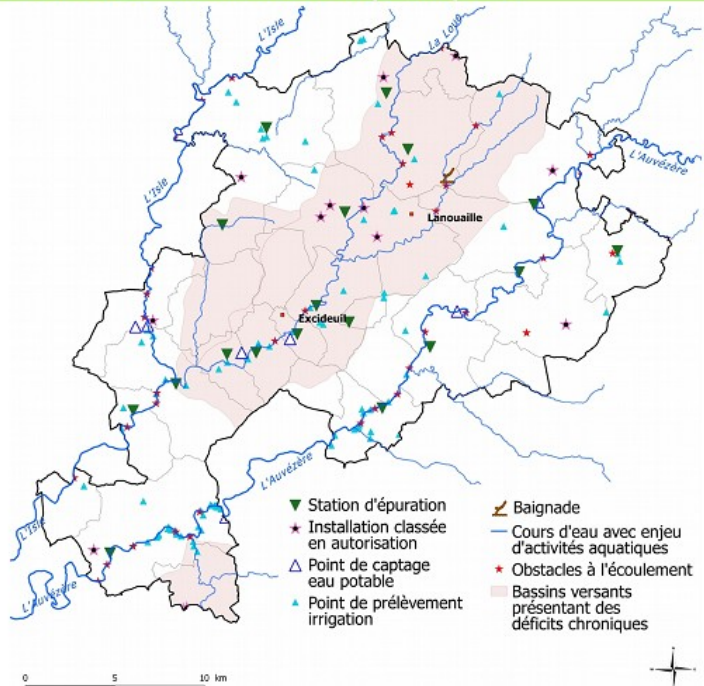 L'Isle
La Loue
L'Auvézère
L'Isle
Lanouaille
Excideuil
L'Auvézère
L'Isle
L'Auvézère
Station d'épuration
Installation classée
en autorisation
Point de captage
eau potable
Point de prélèvement
irrigation
Baignade
Cours d'eau avec enjeu
d'activités aquatiques
Obstacles à l'écoulement
Bassins versants
présentant des
déficits chroniques
0 5 10 km